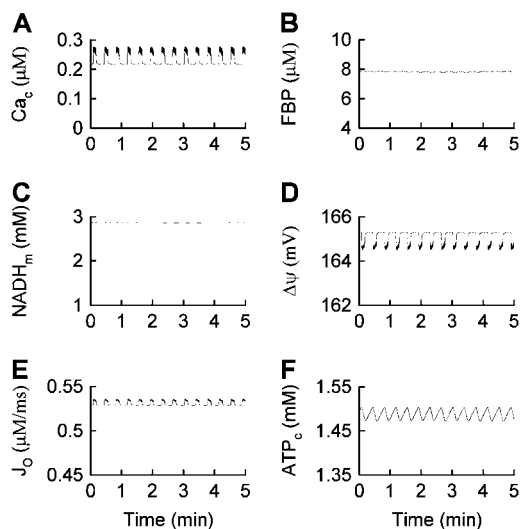 A
Ca_c (μM)
0.3
0.2
0.1
0
0 1 2 3 4 5
B
FBP (μM)
10
8
6
4
0 1 2 3 4 5
C
NADH_m (mM)
3
2
1
0 1 2 3 4 5
D
Δψ (mV)
166
164
162
0 1 2 3 4 5
E
J_O (μM/ms)
0.55
0.5
0.45
0 1 2 3 4 5
Time (min)
F
ATP_c (mM)
1.55
1.45
1.35
0 1 2 3 4 5
Time (min)